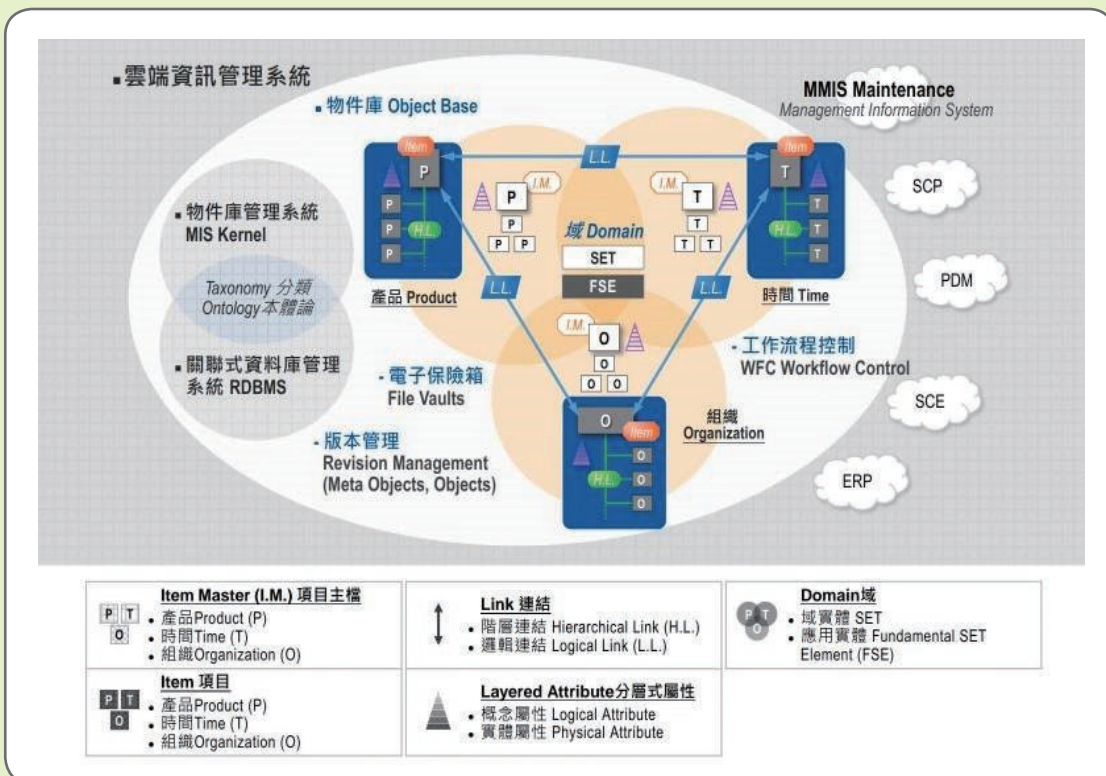 ▪雲端資訊管理系統
▪物件庫 Object Base
MMIS Maintenance
Management Information System
Item
P
P
P
P
H.L.
產品 Product
L.L.
Item
T
T
T
T
H.L.
時間 Time
I.M.
P
P
P P
I.M.
T
T
T T
域 Domain
SET
FSE
L.L.
L.L.
I.M.
O
O
O O
O
Item
O
O
O
H.L.
組織
Organization
▪物件庫管理系統
MIS Kernel
Taxonomy 分類
Ontology本體論
▪關聯式資料庫管理
系統 RDBMS
- 電子保險箱
File Vaults
- 版本管理
Revision Management
(Meta Objects, Objects)
- 工作流程控制
WFC Workflow Control
SCP
PDM
SCE
ERP
P T
O
Item Master (I.M.) 項目主檔
• 產品Product (P)
• 時間Time (T)
• 組織Organization (O)
Link 連結
• 階層連結 Hierarchical Link (H.L.)
• 邏輯連結 Logical Link (L.L.)
P T
O
Domain域
• 域實體 SET
• 應用實體 Fundamental SET
Element (FSE)
P T
O
Item 項目
• 產品Product (P)
• 時間Time (T)
• 組織Organization (O)
Layered Attribute分層式屬性
• 概念屬性 Logical Attribute
• 實體屬性 Physical Attribute